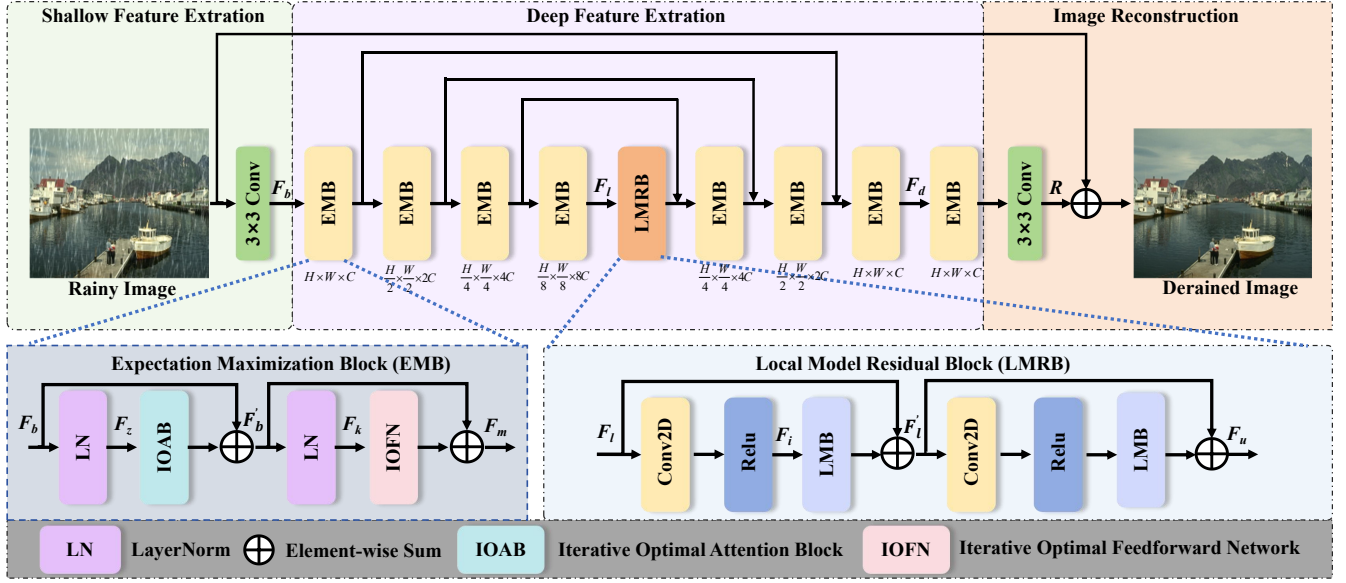 Shallow Feature Extration
Deep Feature Extration
Image Reconstruction
3×3 Conv
F_b
EMB
EMB
EMB
EMB
F_l
LMRB
EMB
EMB
EMB
F_d
EMB
3×3 Conv
R
H×W×C
H/2×W/2×2C
H/4×W/4×4C
H/8×W/8×8C
H/4×W/4×4C
H/2×W/2×2C
H×W×C
H×W×C
Rainy Image
Derained Image
Expectation Maximization Block (EMB)
F_b
LN
F_z
IOAB
F_b'
LN
F_k
IOFN
F_m
Local Model Residual Block (LMRB)
F_l
Conv2D
Relu
F_i
LMB
F_l'
Conv2D
Relu
LMB
F_u
LN
LayerNorm
Element-wise Sum
IOAB
Iterative Optimal Attention Block
IOFN
Iterative Optimal Feedforward Network